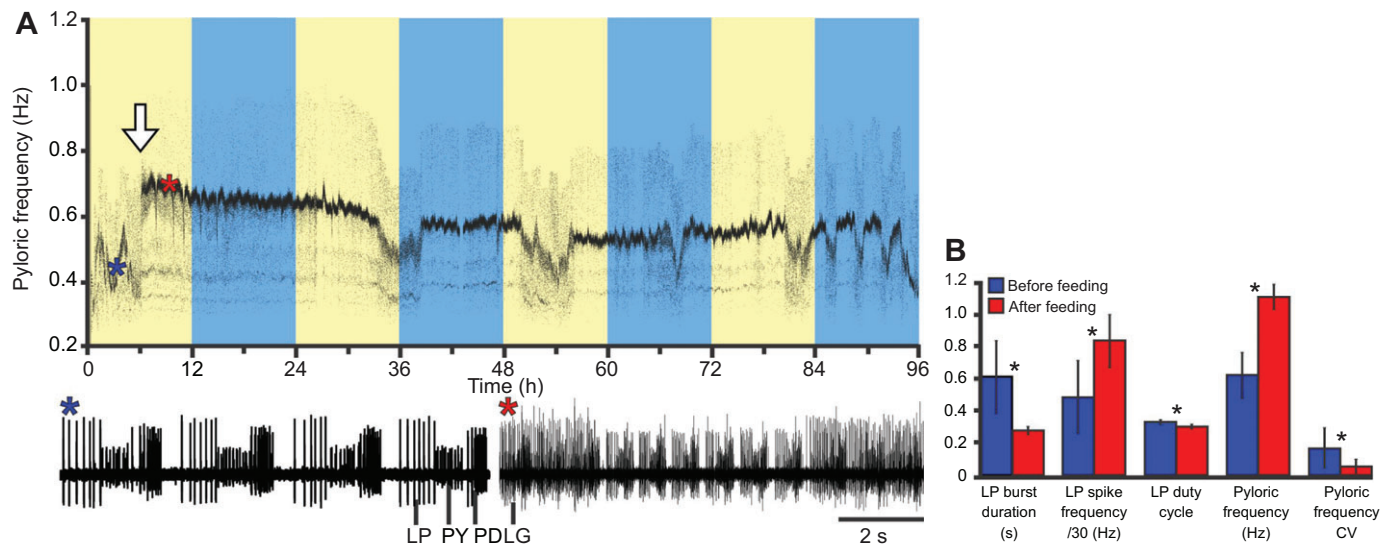 A
1.2
1.0
0.8
0.6
0.4
0.2
Pyloric frequency (Hz)
0 12 24 36 48 60 72 84 96
Time (h)
*
*
*
*
LP PY PD LG
2 s
B
Before feeding
After feeding
1.2
1.0
0.8
0.6
0.4
0.2
0
* * * * *
LP burst
duration
(s)
LP spike
frequency
/30 (Hz)
LP duty
cycle
Pyloric
frequency
(Hz)
Pyloric
frequency
CV